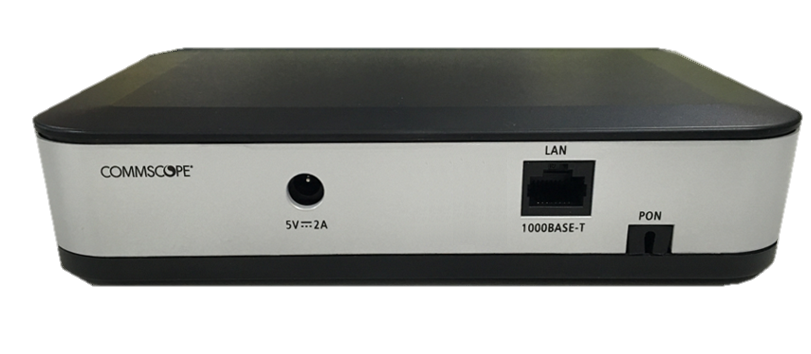 COMMSCOPE®
5V⎓2A
LAN
1000BASE-T
PON